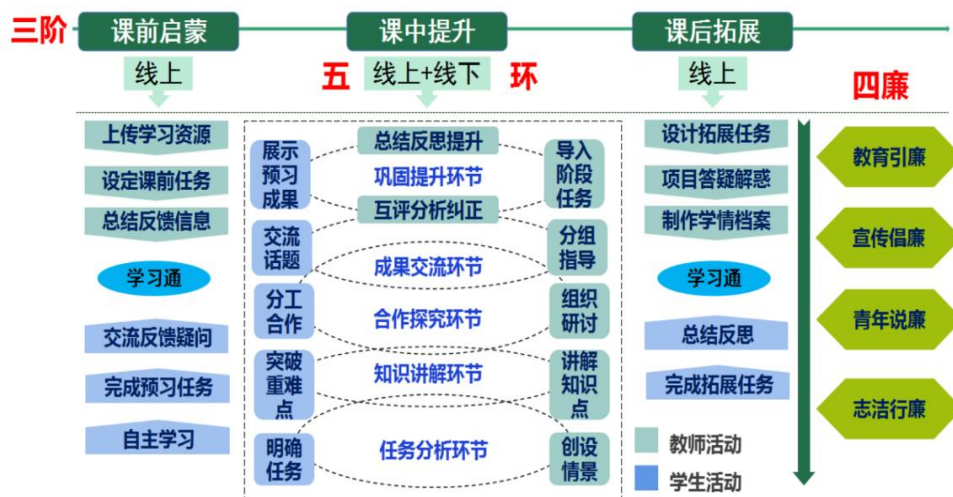 三阶
课前启蒙
课中提升
课后拓展
线上
五
线上+线下
环
线上
四廉
上传学习资源
设定课前任务
总结反馈信息
学习通
交流反馈疑问
完成预习任务
自主学习
展示
预习
成果
交流
话题
分工
合作
突破
重难
点
明确
任务
总结反思提升
巩固提升环节
互评分析纠正
成果交流环节
合作探究环节
知识讲解环节
任务分析环节
导入
阶段
任务
分组
指导
组织
研讨
讲解
知识
点
创设
情景
设计拓展任务
项目答疑解惑
制作学情档案
学习通
总结反思
完成拓展任务
教师活动
学生活动
教育引廉
宣传倡廉
青年说廉
志洁行廉